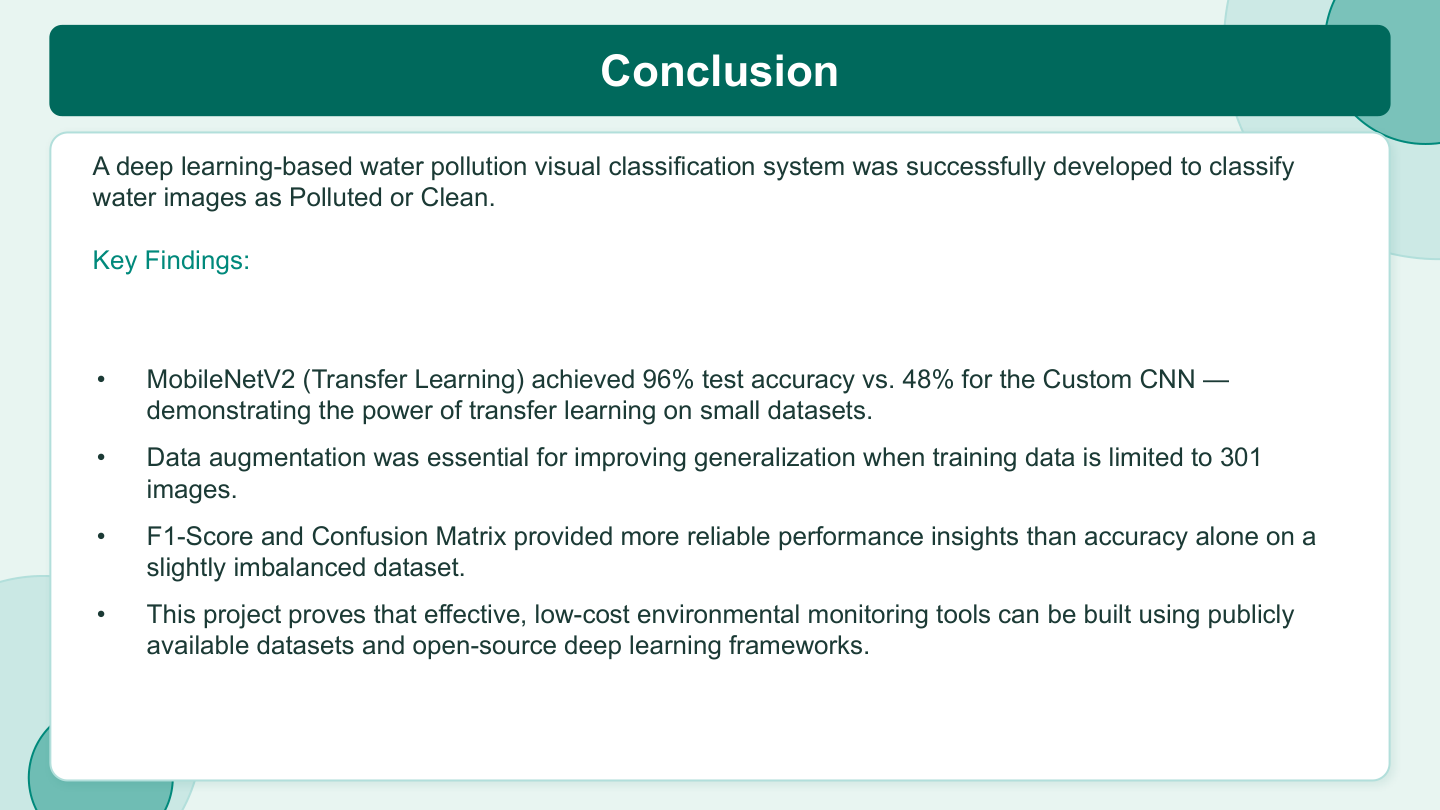 Conclusion
A deep learning-based water pollution visual classification system was successfully developed to classify
water images as Polluted or Clean.
Key Findings:
• MobileNetV2 (Transfer Learning) achieved 96% test accuracy vs. 48% for the Custom CNN —
demonstrating the power of transfer learning on small datasets.
• Data augmentation was essential for improving generalization when training data is limited to 301
images.
• F1-Score and Confusion Matrix provided more reliable performance insights than accuracy alone on a
slightly imbalanced dataset.
• This project proves that effective, low-cost environmental monitoring tools can be built using publicly
available datasets and open-source deep learning frameworks.